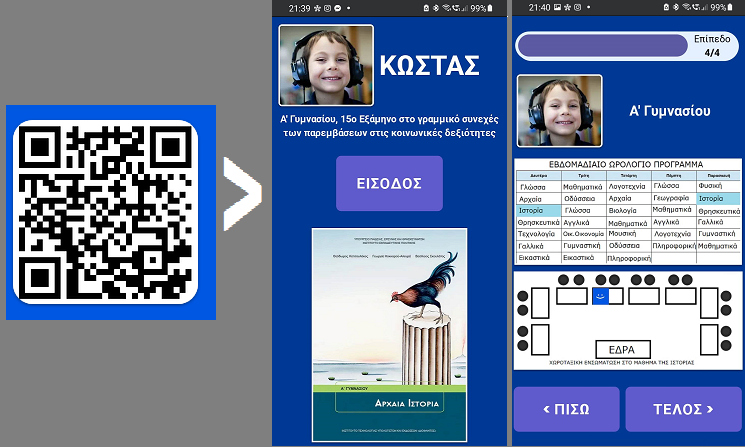 21:39
99%
ΚΩΣΤΑΣ
Α' Γυμνασίου, 15ο Εξάμηνο στο γραμμικό συνεχές
των παρεμβάσεων στις κοινωνικές δεξιότητες
ΕΙΣΟΔΟΣ
Α' ΓΥΜΝΑΣΙΟΥ
ΑΡΧΑΙΑ ΙΣΤΟΡΙΑ
21:40
99%
Επίπεδο
4/4
Α' Γυμνασίου
ΕΒΔΟΜΑΔΙΑΙΟ ΩΡΟΛΟΓΙΟ ΠΡΟΓΡΑΜΜΑ
Δευτέρα Τρίτη Τετάρτη Πέμπτη Παρασκευή
Γλώσσα Μαθηματικά Λογοτεχνία Γλώσσα Φυσική
Αρχαία Οδύσσεια Αρχαία Γεωγραφία Ιστορία
Ιστορία Γλώσσα Βιολογία Μαθηματικά Θρησκευτικά
Θρησκευτικά Αγγλικά Μαθηματικά Αγγλικά Γαλλικά
Τεχνολογία Οικ.Οικονομία Μουσική Λογοτεχνία Γυμναστική
Γαλλικά Γυμναστική Οδύσσεια Πληροφορική Μαθηματικά
Εικαστικά Εικαστικά Πληροφορική
ΕΔΡΑ
ΧΩΡΟΤΑΞΙΚΗ ΕΝΣΩΜΑΤΩΣΗ ΣΤΟ ΜΑΘΗΜΑ ΤΗΣ ΙΣΤΟΡΙΑΣ
< ΠΙΣΩ
ΤΕΛΟΣ >